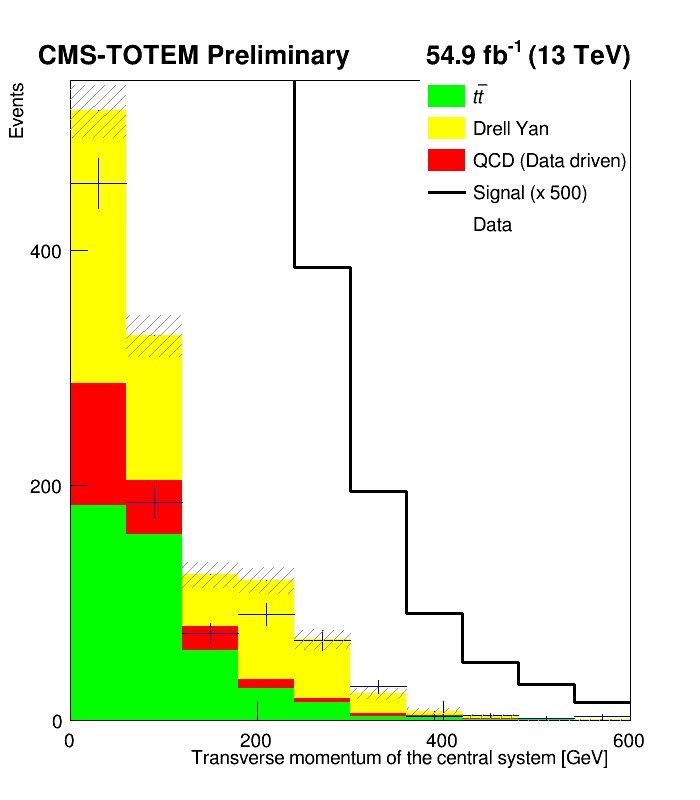 CMS-TOTEM Preliminary 54.9 fb⁻¹ (13 TeV)
Events
tt̅
Drell Yan
QCD (Data driven)
Signal (x 500)
Data
400
200
0
0 200 400 600
Transverse momentum of the central system [GeV]